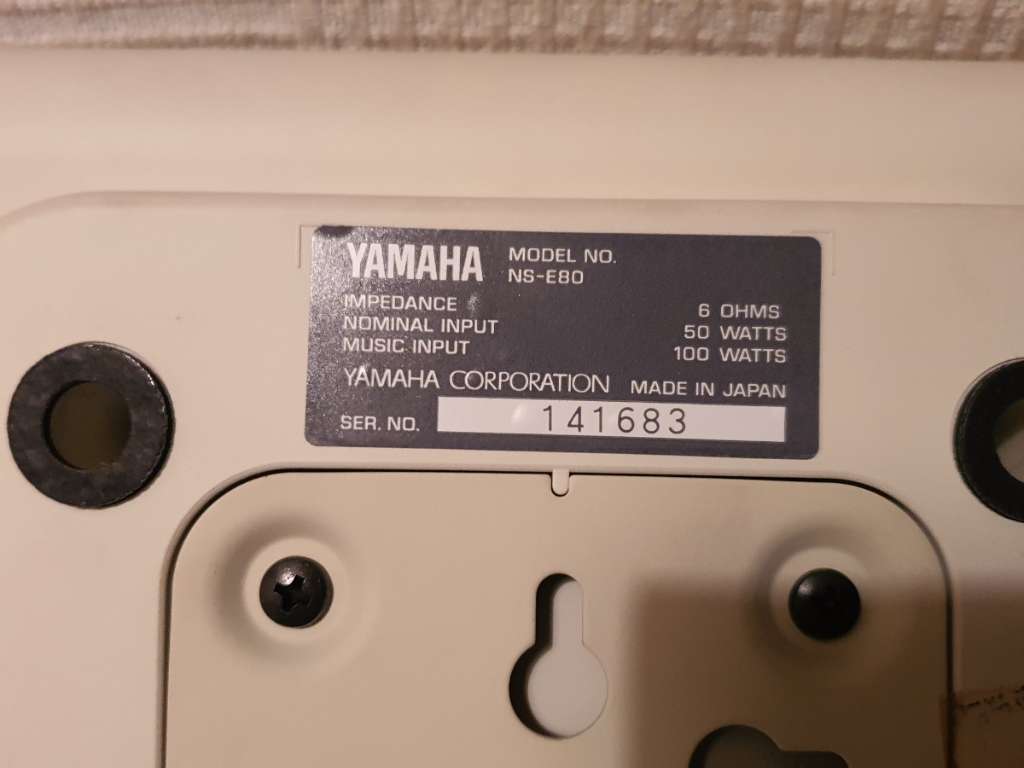 YAMAHA MODEL NO.
NS-E80
IMPEDANCE 6 OHMS
NOMINAL INPUT 50 WATTS
MUSIC INPUT 100 WATTS
YAMAHA CORPORATION MADE IN JAPAN
SER. NO. 141683